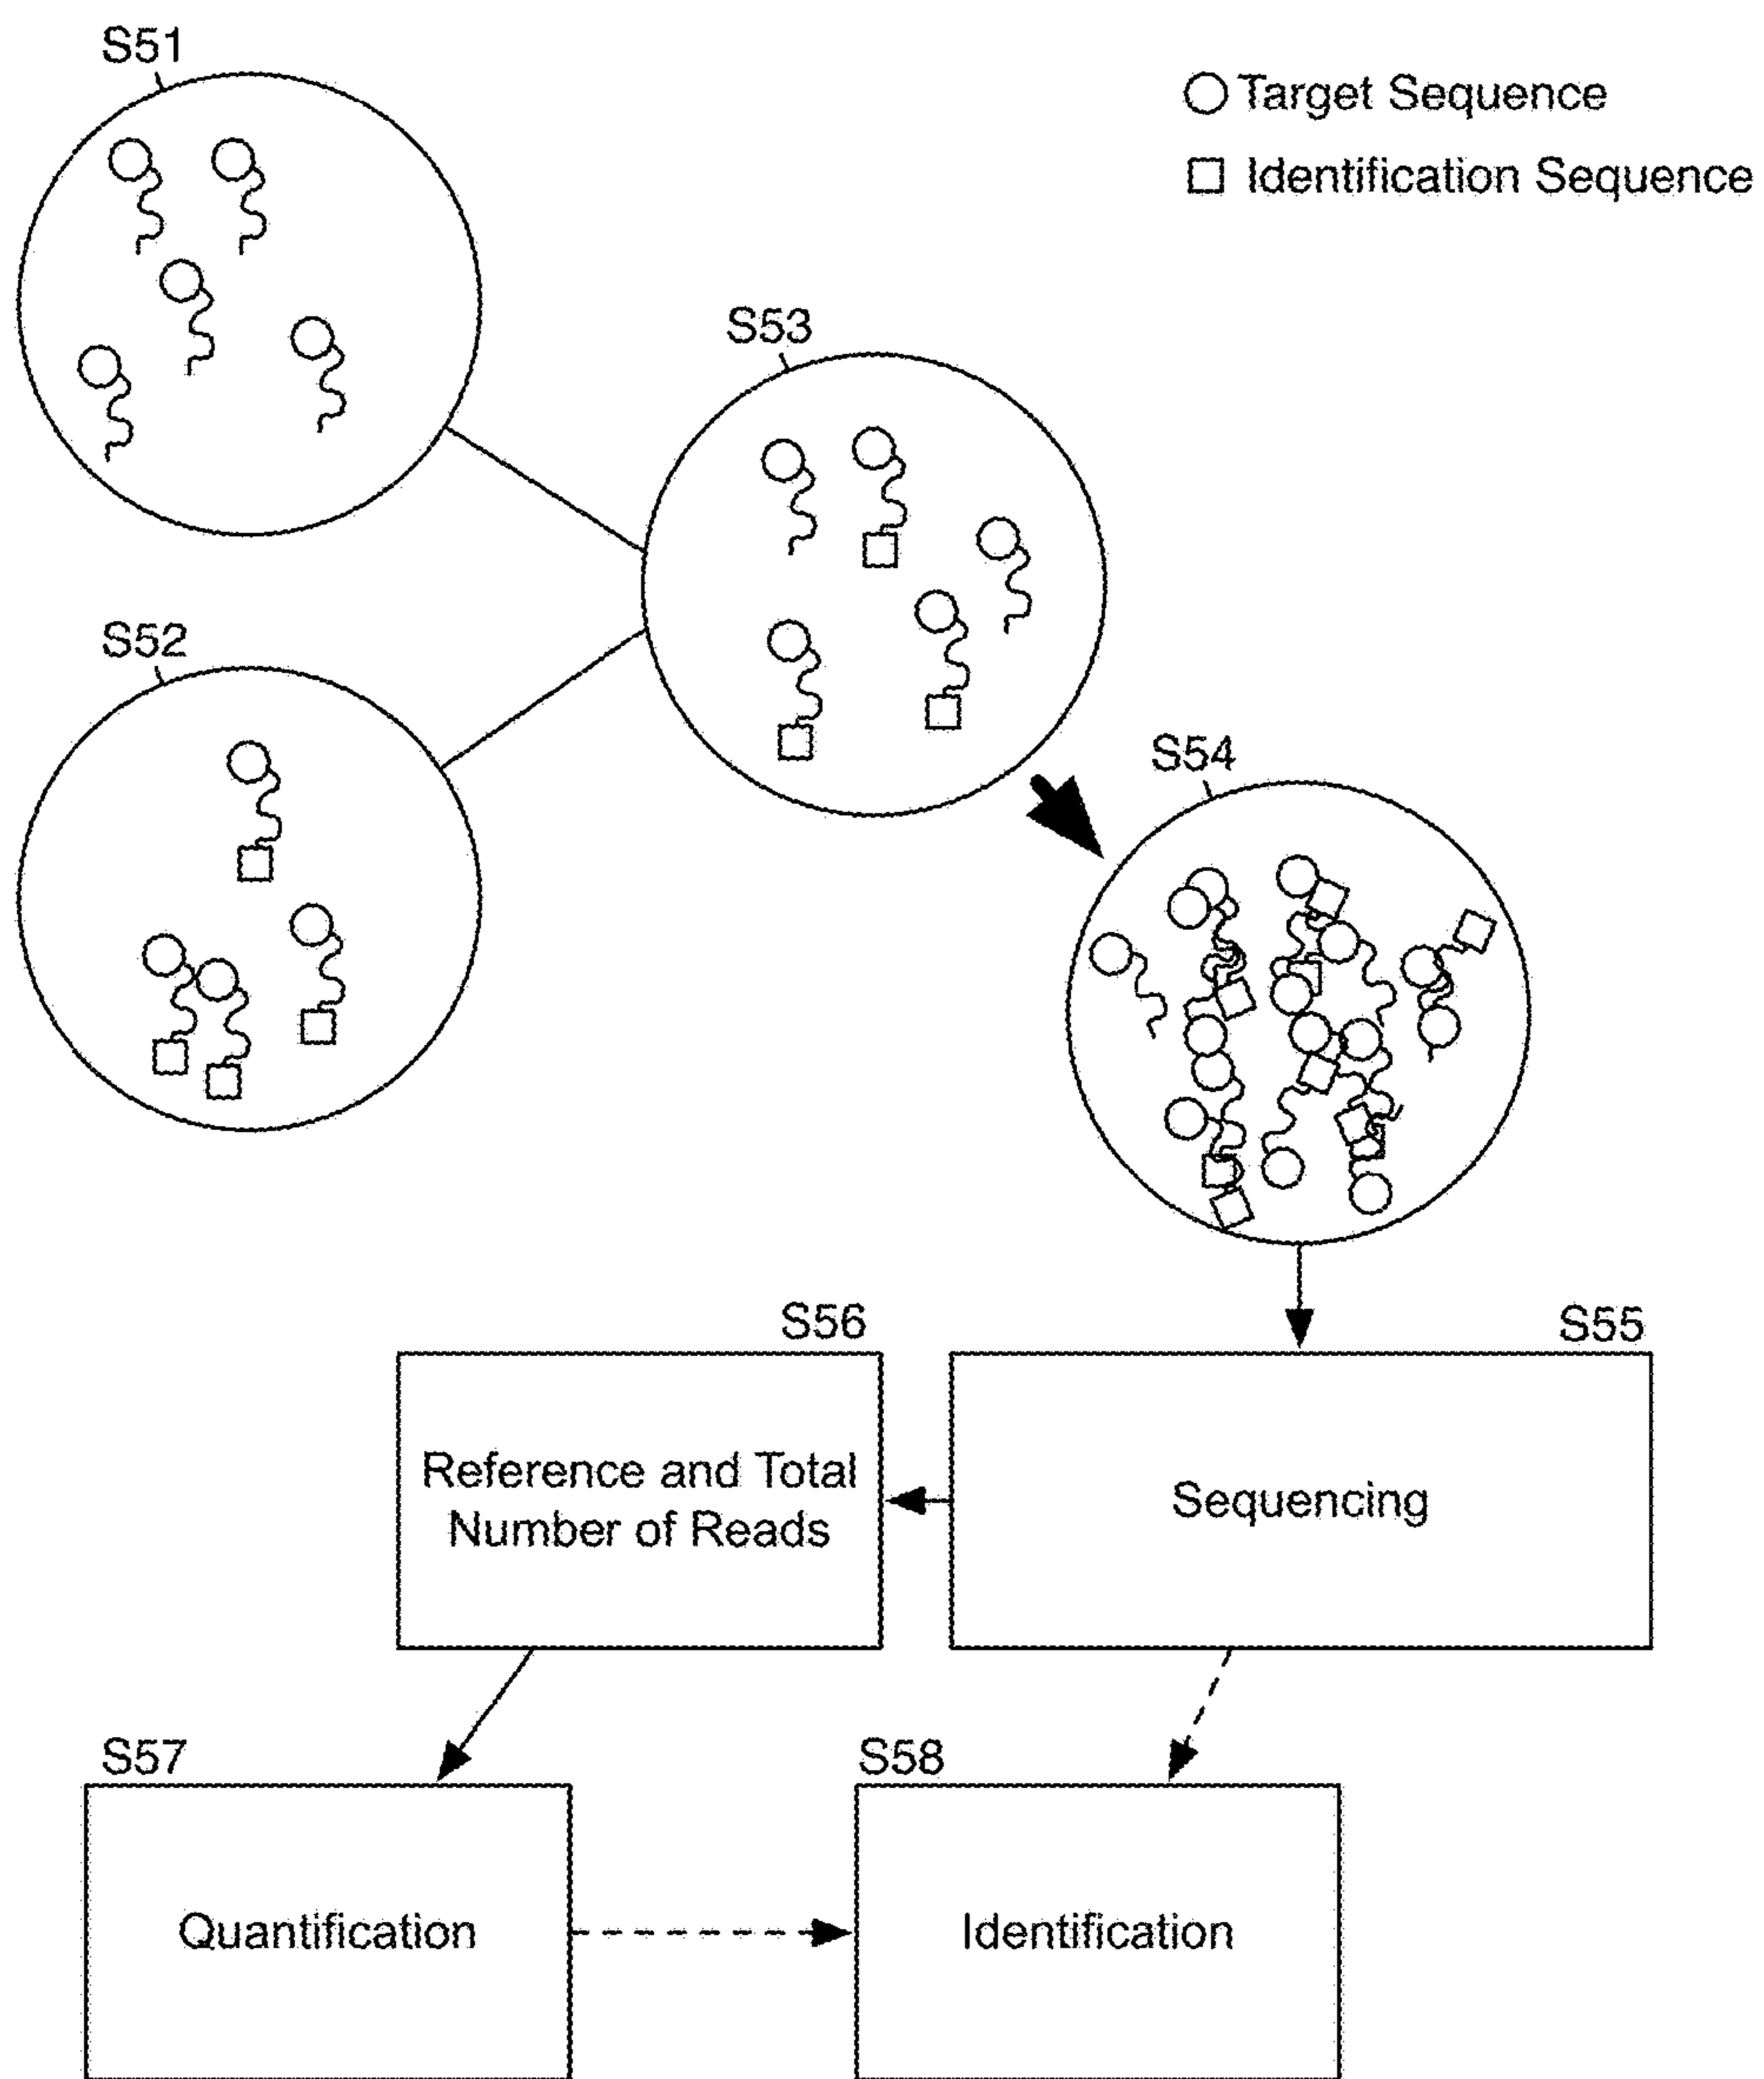 S51
Target Sequence
Identification Sequence
S53
S52
S54
S56
S55
Reference and Total
Number of Reads
Sequencing
S57
S58
Quantification
Identification